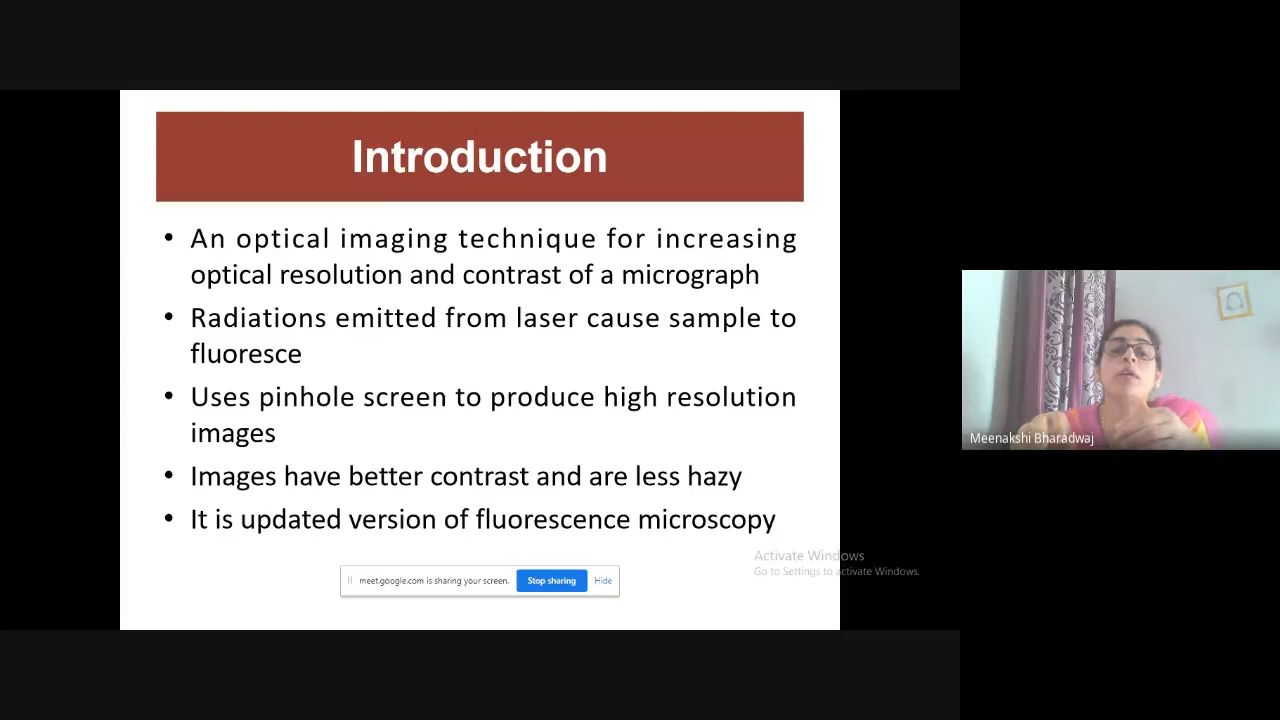 Introduction
• An optical imaging technique for increasing
optical resolution and contrast of a micrograph
• Radiations emitted from laser cause sample to
fluoresce
• Uses pinhole screen to produce high resolution
images
• Images have better contrast and are less hazy
• It is updated version of fluorescence microscopy
Activate Windows
Go to Settings to activate Windows.
meet.google.com is sharing your screen. Stop sharing Hide
Meenakshi Bharadwaj